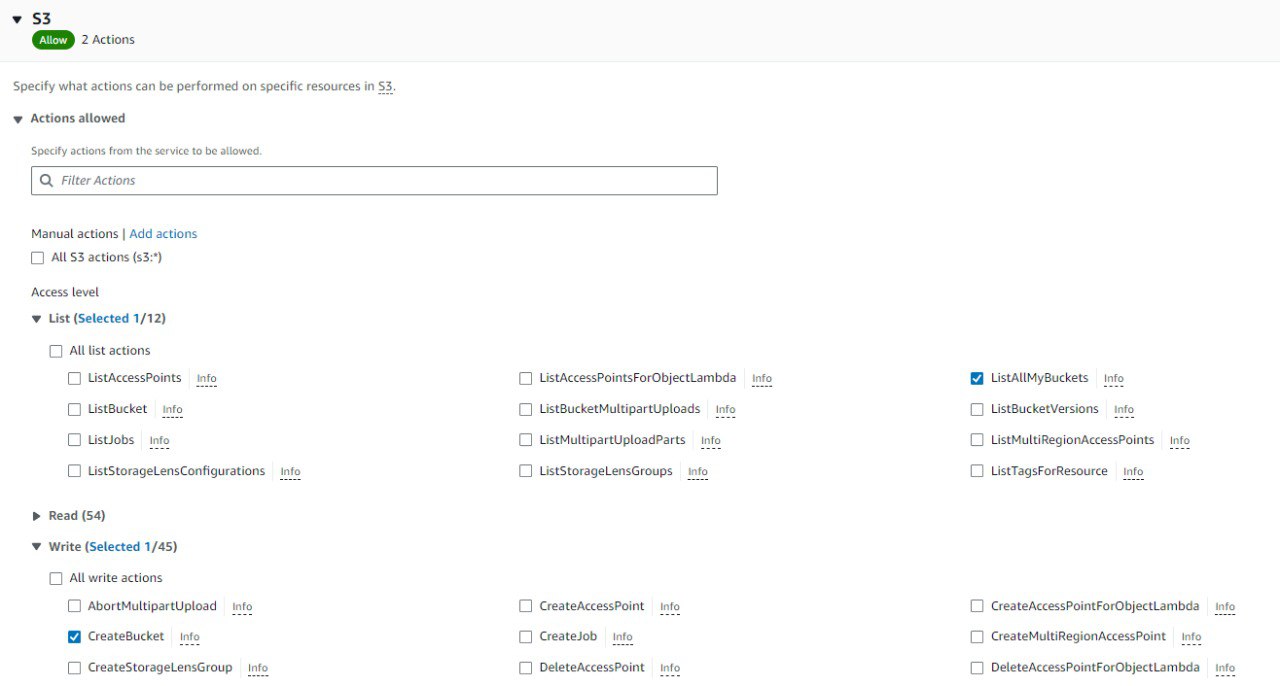 S3
Allow 2 Actions
Specify what actions can be performed on specific resources in S3.
Actions allowed
Specify actions from the service to be allowed.
Filter Actions
Manual actions | Add actions
All S3 actions (s3:*)
Access level
List (Selected 1/12)
All list actions
ListAccessPoints Info ListAccessPointsForObjectLambda Info ListAllMyBuckets Info
ListBucket Info ListBucketMultipartUploads Info ListBucketVersions Info
ListJobs Info ListMultipartUploadParts Info ListMultiRegionAccessPoints Info
ListStorageLensConfigurations Info ListStorageLensGroups Info ListTagsForResource Info
Read (54)
Write (Selected 1/45)
All write actions
AbortMultipartUpload Info CreateAccessPoint Info CreateAccessPointForObjectLambda Info
CreateBucket Info CreateJob Info CreateMultiRegionAccessPoint Info
CreateStorageLensGroup Info DeleteAccessPoint Info DeleteAccessPointForObjectLambda Info